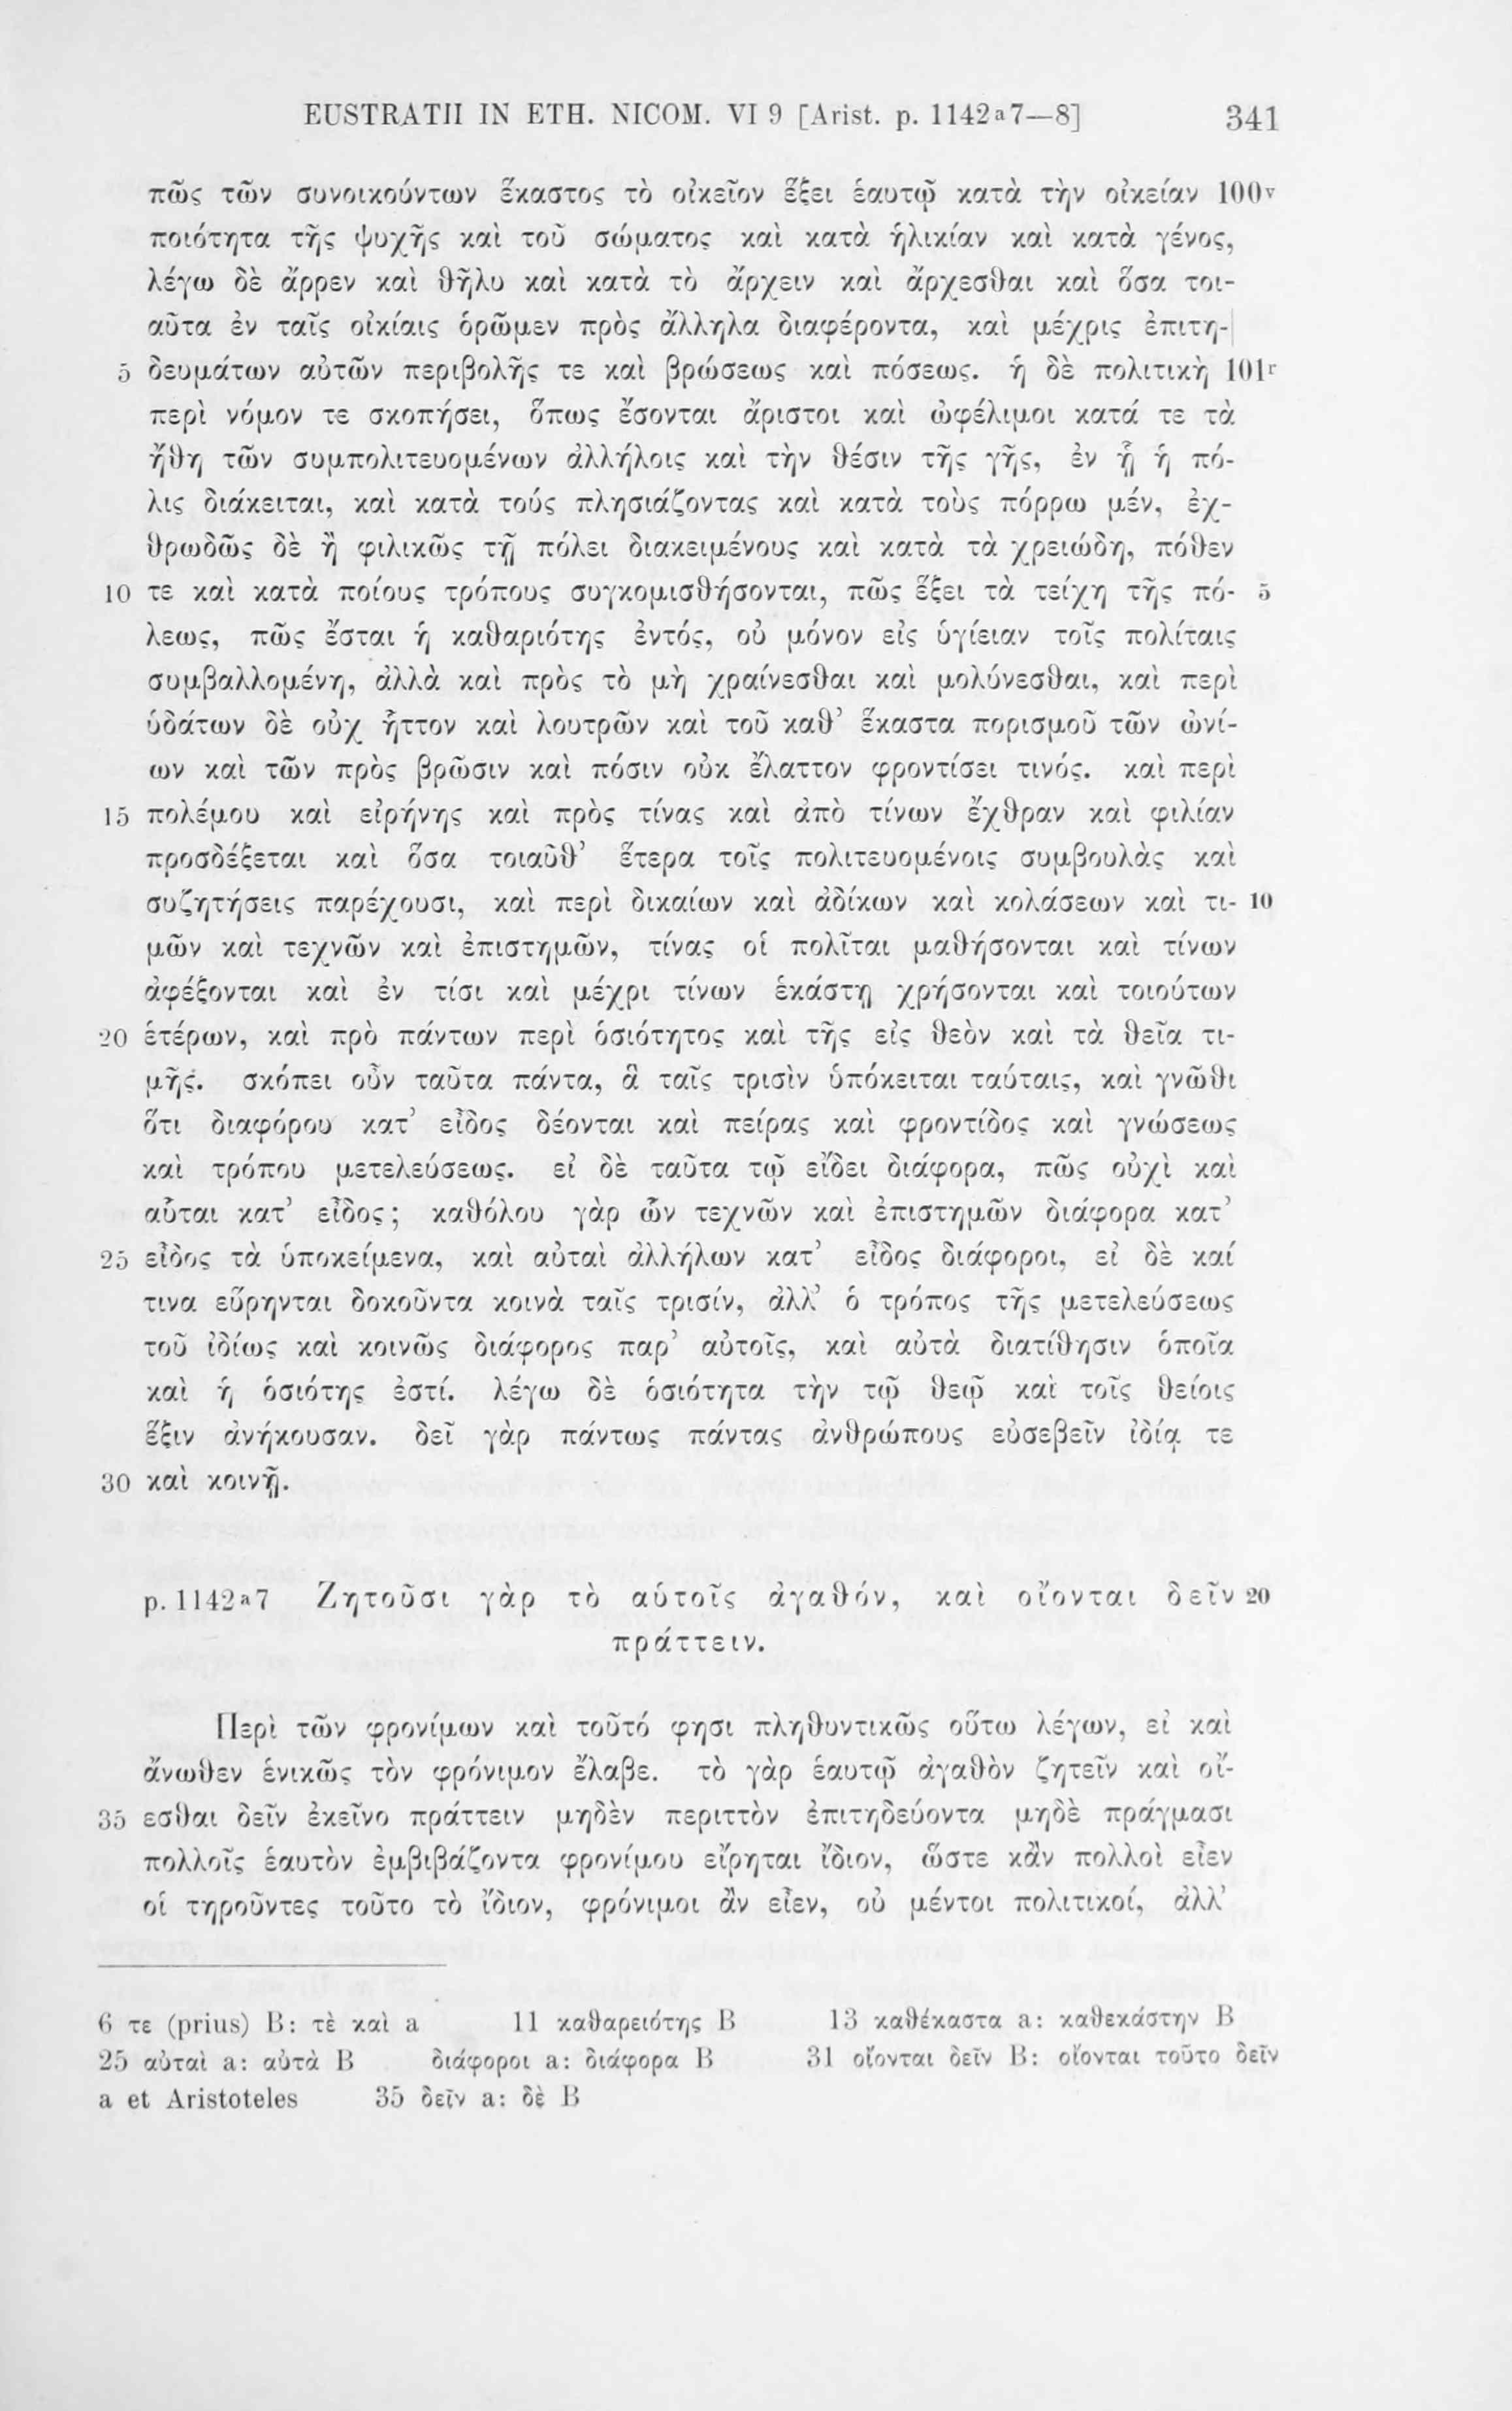 EUSTRATII IN ETH. NICOM. VI 9 [Arist. p. 1142a7—8] 341
πῶς τῶν συνοικούντων ἕκαστος τὸ οἰκεῖον ἕξει ἑαυτῷ κατὰ τὴν οἰκείαν 100v
ποιότητα τῆς ψυχῆς καὶ τοῦ σώματος καὶ κατὰ ἡλικίαν καὶ κατὰ γένος,
λέγω δὲ ἄρρεν καὶ θῆλυ καὶ κατὰ τὸ ἄρχειν καὶ ἄρχεσθαι καὶ ὅσα τοι-
αῦτα ἐν ταῖς οἰκίαις ὁρῶμεν πρὸς ἄλληλα διαφέροντα, καὶ μέχρις ἐπιτη-|
5 δευμάτων αὐτῶν περιβολῆς τε καὶ βρώσεως καὶ πόσεως. ἡ δὲ πολιτικὴ 101r
περὶ νόμον τε σκοπήσει, ὅπως ἔσονται ἄριστοι καὶ ὠφέλιμοι κατά τε τὰ
ἤθη τῶν συμπολιτευομένων ἀλλήλοις καὶ τὴν θέσιν τῆς γῆς, ἐν ᾗ ἡ πό-
λις διάκειται, καὶ κατὰ τούς πλησιάζοντας καὶ κατὰ τοὺς πόρρω μέν, ἐχ-
θρωδῶς δὲ ἢ φιλικῶς τῇ πόλει διακειμένους καὶ κατὰ τὰ χρειώδη, πόθεν
10 τε καὶ κατὰ ποίους τρόπους συγκομισθήσονται, πῶς ἕξει τὰ τείχη τῆς πό- 5
λεως, πῶς ἔσται ἡ καθαριότης ἐντός, οὐ μόνον εἰς ὑγίειαν τοῖς πολίταις
συμβαλλομένη, ἀλλὰ καὶ πρὸς τὸ μὴ χραίνεσθαι καὶ μολύνεσθαι, καὶ περὶ
ὑδάτων δὲ οὐχ ἧττον καὶ λουτρῶν καὶ τοῦ καθ’ ἕκαστα πορισμοῦ τῶν ὠνί-
ων καὶ τῶν πρὸς βρῶσιν καὶ πόσιν οὐκ ἔλαττον φροντίσει τινός. καὶ περὶ
15 πολέμου καὶ εἰρήνης καὶ πρὸς τίνας καὶ ἀπὸ τίνων ἔχθραν καὶ φιλίαν
προσδέξεται καὶ ὅσα τοιαῦθ’ ἕτερα τοῖς πολιτευομένοις συμβουλὰς καὶ
συζητήσεις παρέχουσι, καὶ περὶ δικαίων καὶ ἀδίκων καὶ κολάσεων καὶ τι- 10
μῶν καὶ τεχνῶν καὶ ἐπιστημῶν, τίνας οἱ πολῖται μαθήσονται καὶ τίνων
ἀφέξονται καὶ ἐν τίσι καὶ μέχρι τίνων ἑκάστῃ χρήσονται καὶ τοιούτων
20 ἑτέρων, καὶ πρὸ πάντων περὶ ὁσιότητος καὶ τῆς εἰς θεὸν καὶ τὰ θεῖα τι-
μῆς. σκόπει οὖν ταῦτα πάντα, ἃ ταῖς τρισὶν ὑπόκειται ταύταις, καὶ γνῶθι
ὅτι διαφόρου κατ’ εἶδος δέονται καὶ πείρας καὶ φροντίδος καὶ γνώσεως
καὶ τρόπου μετελεύσεως. εἰ δὲ ταῦτα τῷ εἴδει διάφορα, πῶς οὐχὶ καὶ
αὗται κατ’ εἶδος; καθόλου γὰρ ὧν τεχνῶν καὶ ἐπιστημῶν διάφορα κατ’
25 εἶδος τὰ ὑποκείμενα, καὶ αὐταὶ ἀλλήλων κατ’ εἶδος διάφοροι, εἰ δὲ καί
τινα εὕρηνται δοκοῦντα κοινὰ ταῖς τρισίν, ἀλλ’ ὁ τρόπος τῆς μετελεύσεως
τοῦ ἰδίως καὶ κοινῶς διάφορος παρ’ αὐτοῖς, καὶ αὐτὰ διατίθησιν ὁποῖα
καὶ ἡ ὁσιότης ἐστί. λέγω δὲ ὁσιότητα τὴν τῷ θεῷ καὶ τοῖς θείοις
ἕξιν ἀνήκουσαν. δεῖ γὰρ πάντως πάντας ἀνθρώπους εὐσεβεῖν ἰδίᾳ τε
30 καὶ κοινῇ.
p. 1142a7 Ζητοῦσι γὰρ τὸ αὑτοῖς ἀγαθόν, καὶ οἴονται δεῖν 20
πράττειν.
Περὶ τῶν φρονίμων καὶ τοῦτό φησι πληθυντικῶς οὕτω λέγων, εἰ καὶ
ἄνωθεν ἑνικῶς τὸν φρόνιμον ἔλαβε. τὸ γὰρ ἑαυτῷ ἀγαθὸν ζητεῖν καὶ οἴ-
35 εσθαι δεῖν ἐκεῖνο πράττειν μηδὲν περιττὸν ἐπιτηδεύοντα μηδὲ πράγμασι
πολλοῖς ἑαυτὸν ἐμβιβάζοντα φρονίμου εἴρηται ἴδιον, ὥστε κἂν πολλοὶ εἶεν
οἱ τηροῦντες τοῦτο τὸ ἴδιον, φρόνιμοι ἂν εἶεν, οὐ μέντοι πολιτικοί, ἀλλ’
6 τε (prius) B: τὲ καὶ a 11 καθαρειότης B 13 καθέκαστα a: καθεκάστην B
25 αὐταὶ a: αὐτὰ B διάφοροι a: διάφορα B 31 οἴονται δεῖν B: οἴονται τοῦτο δεῖν
a et Aristoteles 35 δεῖν a: δὲ B